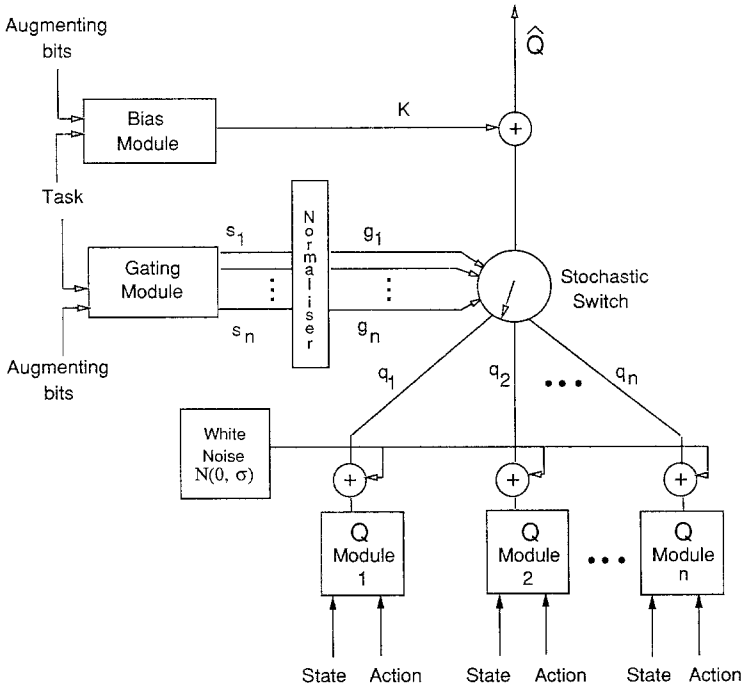 Augmenting
bits
Q̂
Bias
Module
K
+
Task
Gating
Module
s1
sn
Normaliser
g1
gn
Stochastic
Switch
Augmenting
bits
q1
q2
qn
White
Noise
N(0, σ)
+
+
+
Q
Module
1
Q
Module
2
Q
Module
n
State Action
State Action
State Action